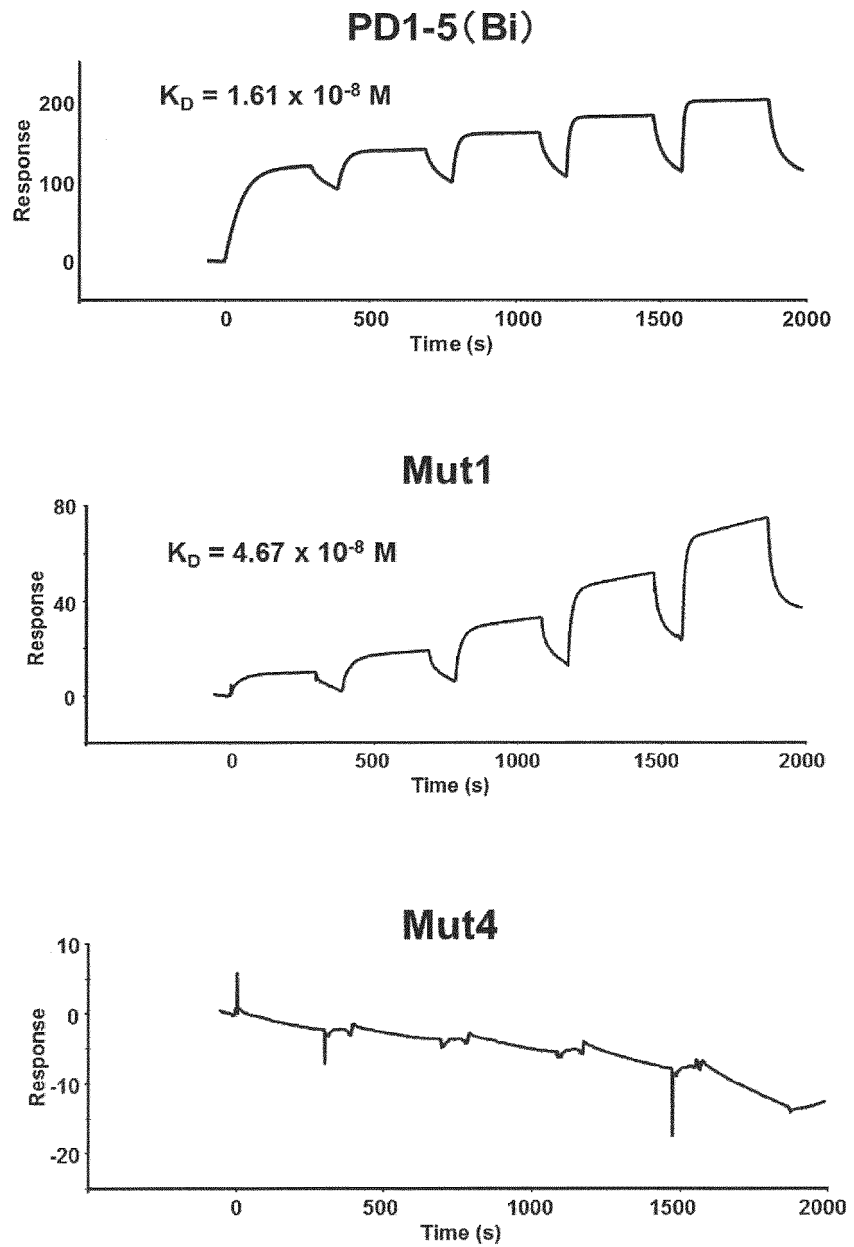 PD1-5（Bi）
K_D = 1.61 x 10⁻⁸ M
200
100
0
Response
0 500 1000 1500 2000
Time (s)
Mut1
K_D = 4.67 x 10⁻⁸ M
80
40
0
Response
0 500 1000 1500 2000
Time (s)
Mut4
10
0
-10
-20
Response
0 500 1000 1500 2000
Time (s)